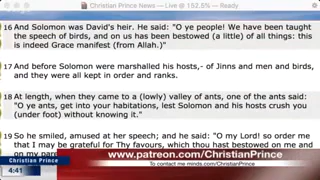 Christian Prince News — Live @ 152.5% — Ready
16 And Solomon was David's heir. He said: "O ye people! We have been taught
the speech of birds, and on us has been bestowed (a little) of all things: this
is indeed Grace manifest (from Allah.)"
17 And before Solomon were marshalled his hosts,- of Jinns and men and birds,
and they were all kept in order and ranks.
18 At length, when they came to a (lowly) valley of ants, one of the ants said:
"O ye ants, get into your habitations, lest Solomon and his hosts crush you
(under foot) without knowing it."
19 So he smiled, amused at her speech; and he said: "O my Lord! so order me
that I may be grateful for Thy favours, which thou hast bestowed on me and
on my
www.patreon.com/ChristianPrince
Christian Prince
4:41
To contact me minds.com/ChristianPrince